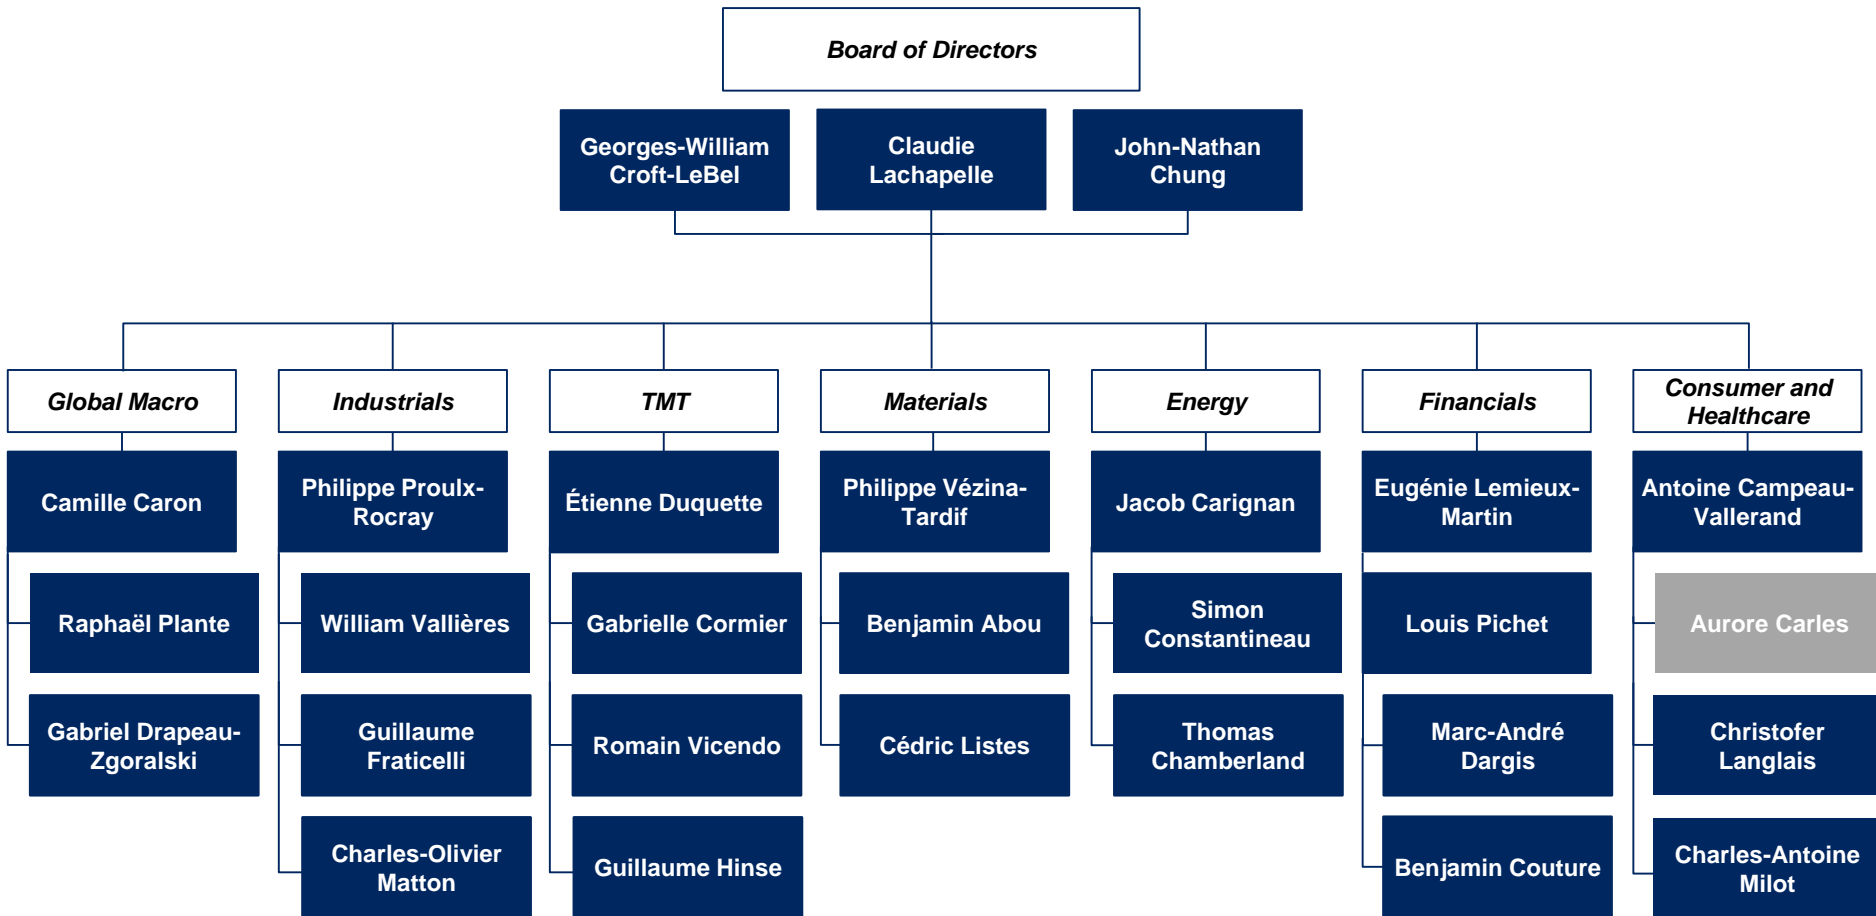 Board of Directors
Georges-William
Croft-LeBel
Claudie
Lachapelle
John-Nathan
Chung
Global Macro
Industrials
TMT
Materials
Energy
Financials
Consumer and
Healthcare
Camille Caron
Philippe Proulx-
Rocray
Étienne Duquette
Philippe Vézina-
Tardif
Jacob Carignan
Eugénie Lemieux-
Martin
Antoine Campeau-
Vallerand
Raphaël Plante
William Vallières
Gabrielle Cormier
Benjamin Abou
Simon
Constantineau
Louis Pichet
Aurore Carles
Gabriel Drapeau-
Zgoralski
Guillaume
Fraticelli
Romain Vicendo
Cédric Listes
Thomas
Chamberland
Marc-André
Dargis
Christofer
Langlais
Charles-Olivier
Matton
Guillaume Hinse
Benjamin Couture
Charles-Antoine
Milot